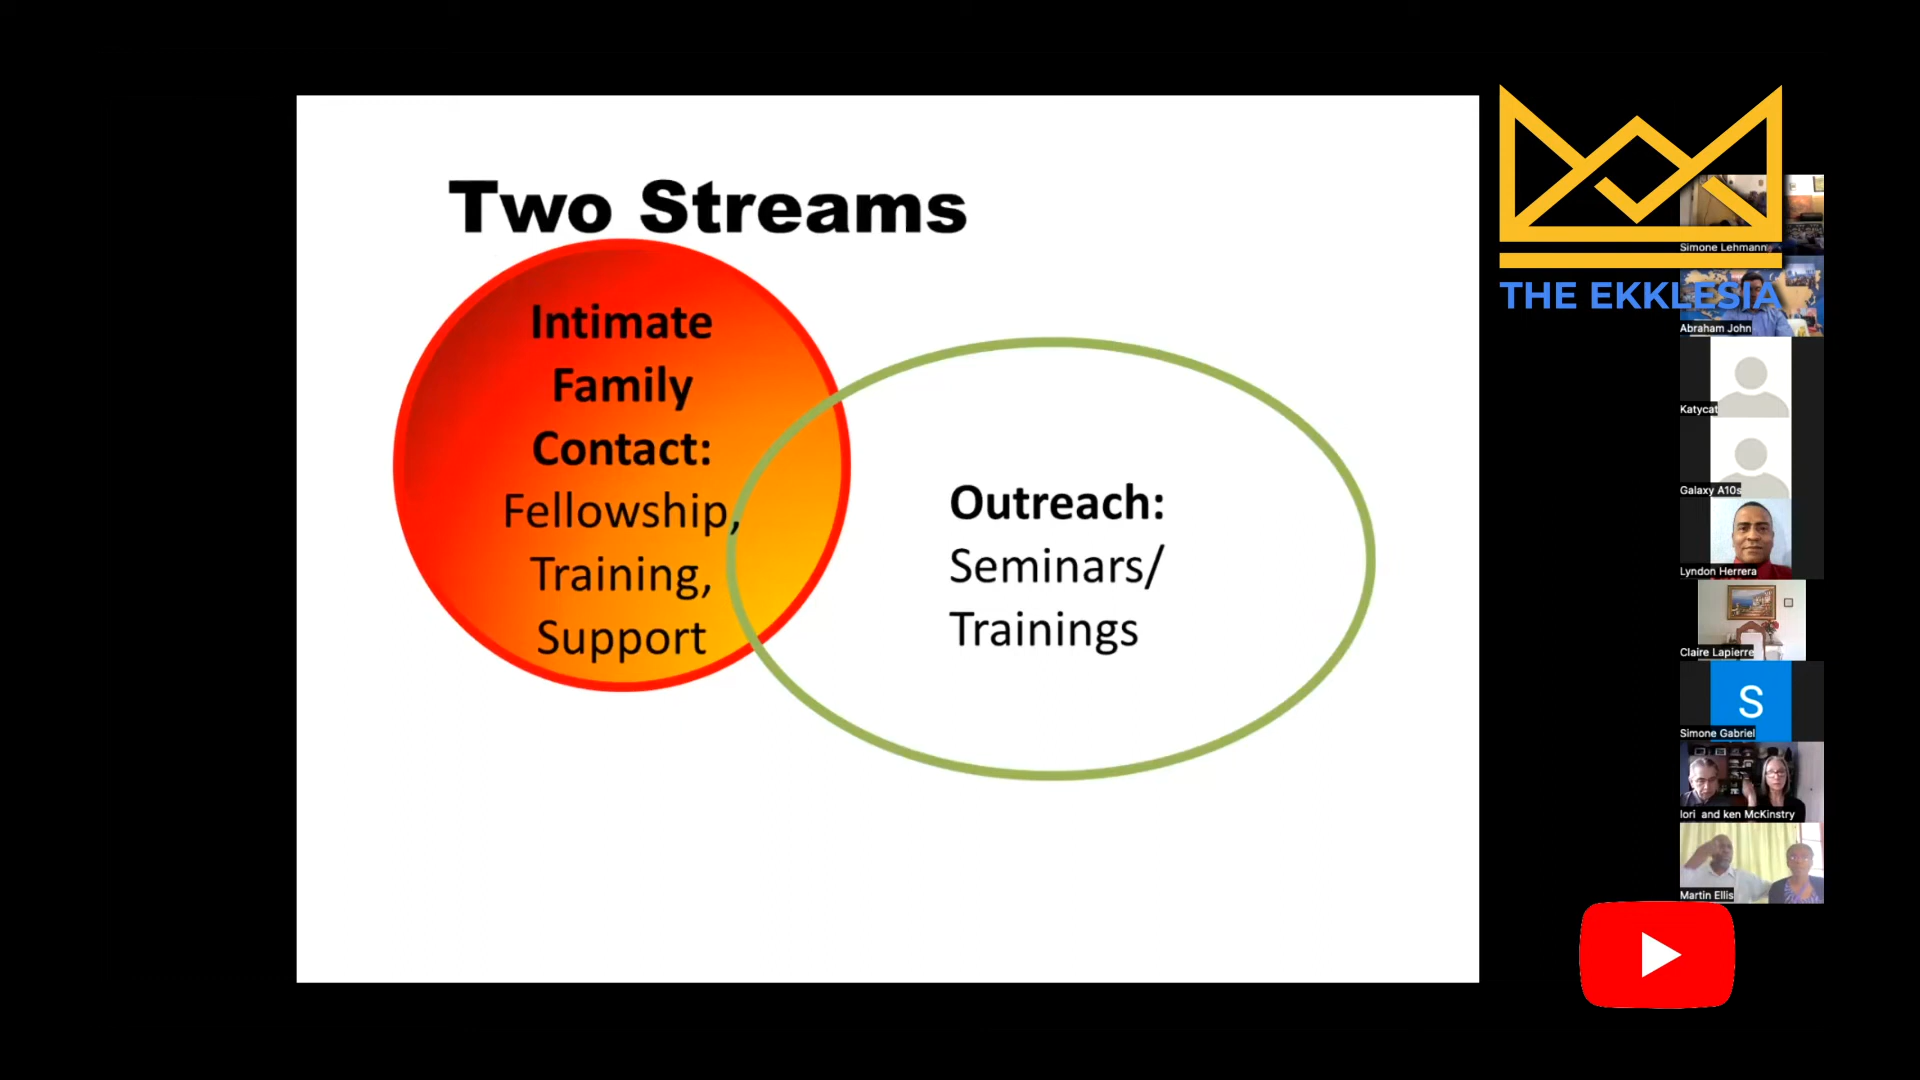 Two Streams
Intimate
Family
Contact:
Fellowship,
Training,
Support
Outreach:
Seminars/
Trainings
THE EKKLESIA
Simone Lehmann
Abraham John
Katycat
Galaxy A10s
Lyndon Herrera
Claire Lapierre
S
Simone Gabriel
lori and ken McKinstry
Martin Ellis